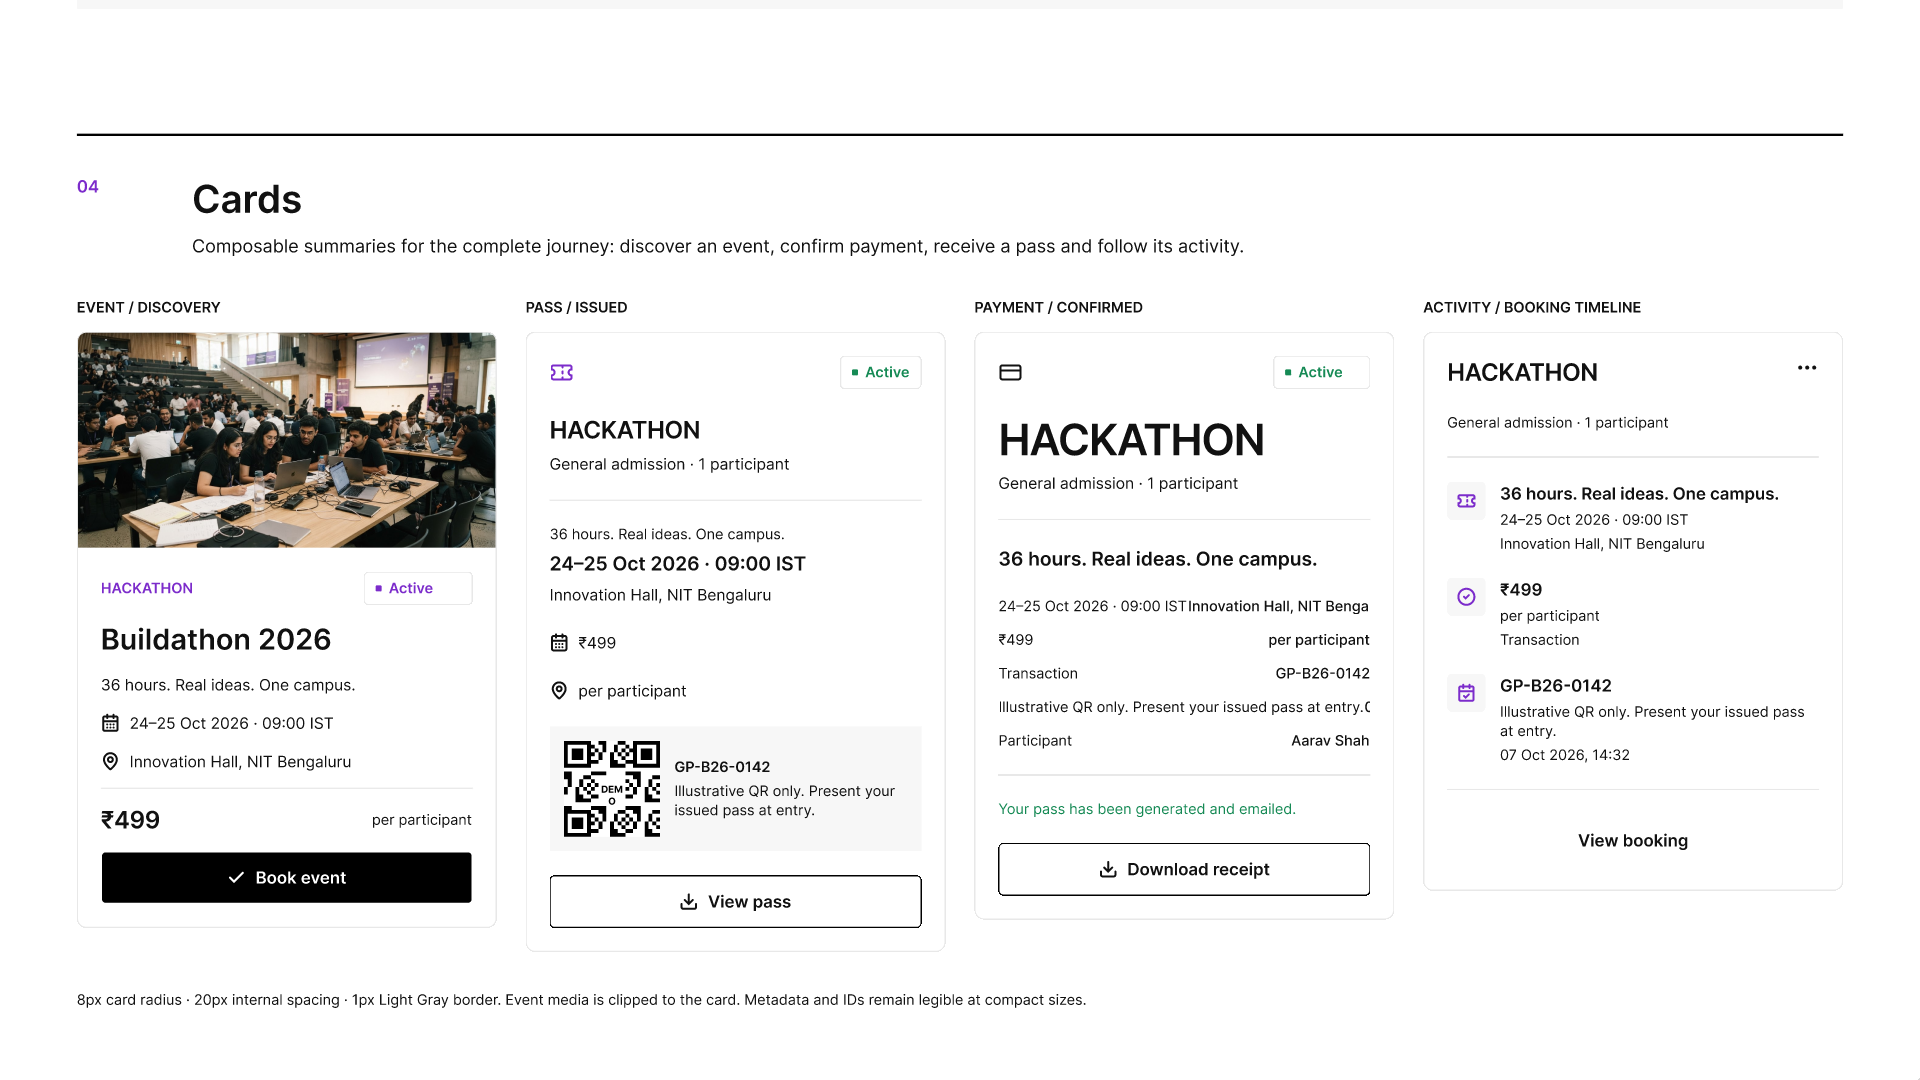 04
Cards
Composable summaries for the complete journey: discover an event, confirm payment, receive a pass and follow its activity.
EVENT / DISCOVERY
HACKATHON
Active
Buildathon 2026
36 hours. Real ideas. One campus.
24–25 Oct 2026 · 09:00 IST
Innovation Hall, NIT Bengaluru
₹499
per participant
Book event
PASS / ISSUED
Active
HACKATHON
General admission · 1 participant
36 hours. Real ideas. One campus.
24–25 Oct 2026 · 09:00 IST
Innovation Hall, NIT Bengaluru
₹499
per participant
DEM
O
GP-B26-0142
Illustrative QR only. Present your
issued pass at entry.
View pass
PAYMENT / CONFIRMED
Active
HACKATHON
General admission · 1 participant
36 hours. Real ideas. One campus.
24–25 Oct 2026 · 09:00 IST Innovation Hall, NIT Benga
₹499 per participant
Transaction GP-B26-0142
Illustrative QR only. Present your issued pass at entry.
Participant Aarav Shah
Your pass has been generated and emailed.
Download receipt
ACTIVITY / BOOKING TIMELINE
HACKATHON
General admission · 1 participant
36 hours. Real ideas. One campus.
24–25 Oct 2026 · 09:00 IST
Innovation Hall, NIT Bengaluru
₹499
per participant
Transaction
GP-B26-0142
Illustrative QR only. Present your issued pass
at entry.
07 Oct 2026, 14:32
View booking
8px card radius · 20px internal spacing · 1px Light Gray border. Event media is clipped to the card. Metadata and IDs remain legible at compact sizes.